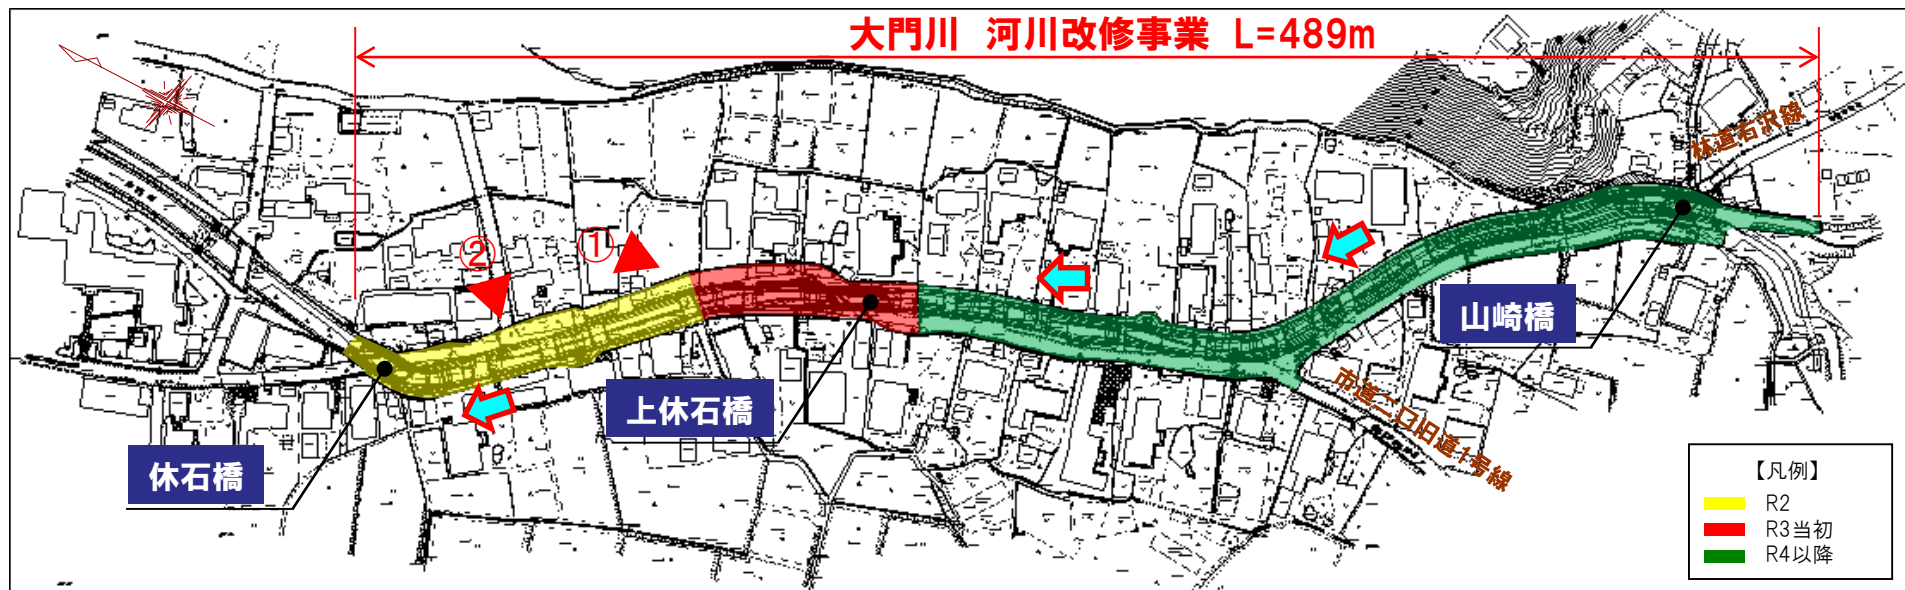 大門川 河川改修事業 L=489m
林道石沢線
②
①
山崎橋
上休石橋
市道二口旧道1号線
休石橋
【凡例】
R2
R3当初
R4以降